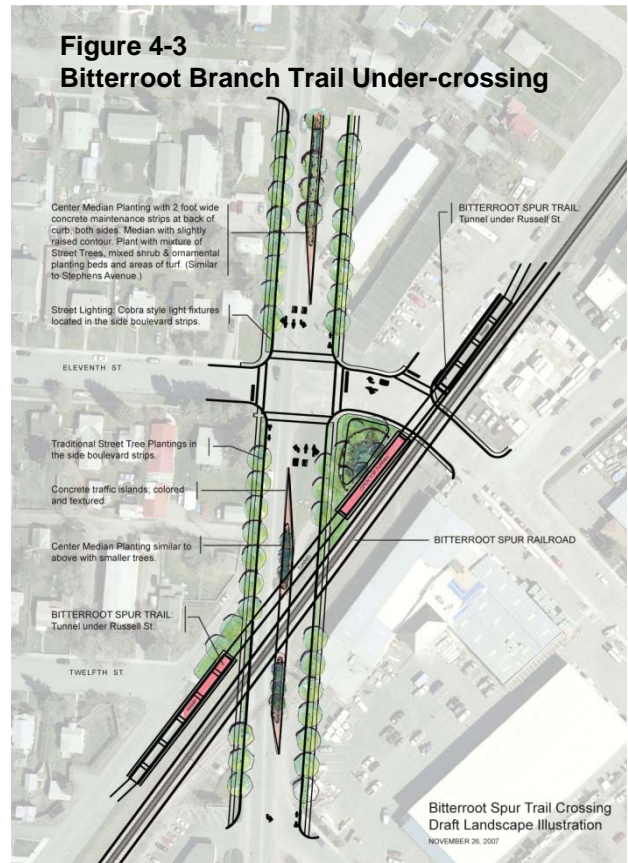 Figure 4-3
Bitterroot Branch Trail Under-crossing
Center Median Planting with 2 foot wide
concrete maintenance strips at back of
curb, both sides. Median with slightly
raised contour. Plant with mixture of
Street Trees, mixed shrub & ornamental
planting beds and areas of turf. (Similar
to Stephens Avenue.)
BITTERROOT SPUR TRAIL:
Tunnel under Russell St.
Street Lighting: Cobra style light fixtures
located in the side boulevard strips.
ELEVENTH ST.
Traditional Street Tree Plantings in
the side boulevard strips.
Concrete traffic islands; colored
and textured.
Center Median Planting similar to
above with smaller trees.
BITTERROOT SPUR RAILROAD
BITTERROOT SPUR TRAIL:
Tunnel under Russell St.
TWELFTH ST.
Bitterroot Spur Trail Crossing
Draft Landscape Illustration
NOVEMBER 26, 2007